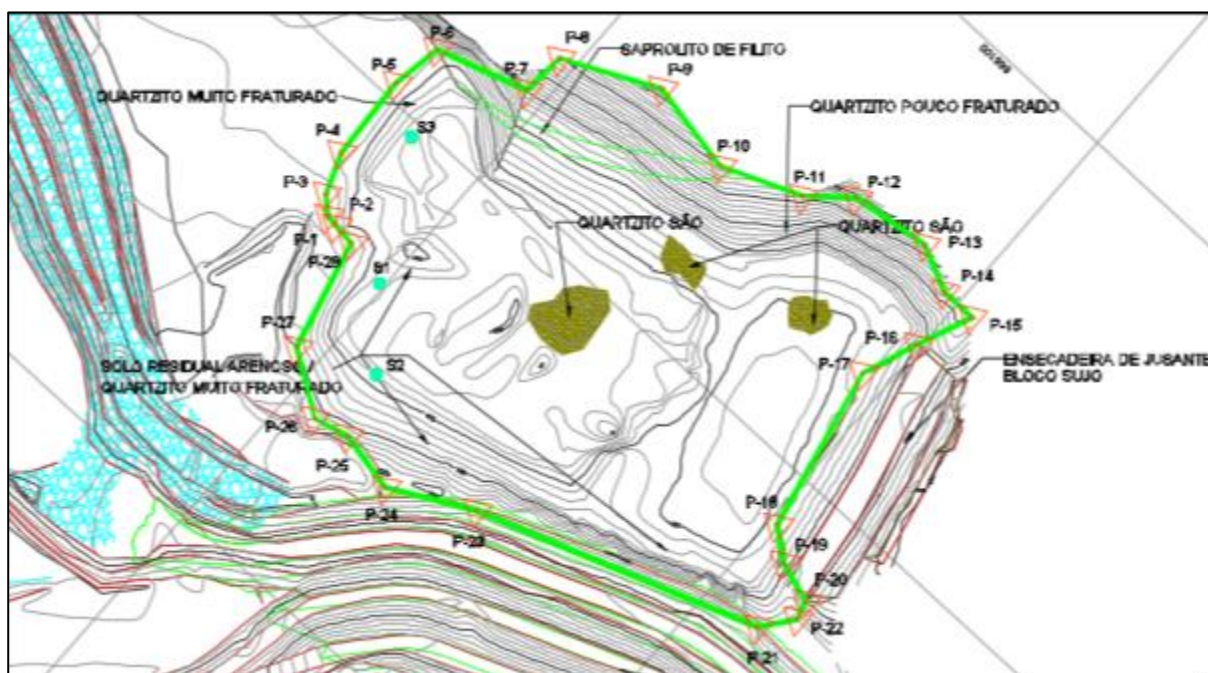 P-6
P-8
SAPROLITO DE FILITO
P-5
P-7
P-9
QUARTZITO MUITO FRATURADO
QUARTZITO POUCO FRATURADO
S3
P-4
P-10
P-3
P-11
P-12
P-2
QUARTZITO SÃO
QUARTZITO SÃO
P-1
P-28
P-13
S1
P-14
P-27
P-15
P-16
SOLO RESIDUAL/ARENOSO/
QUARTZITO MUITO FRATURADO
S2
P-17
ENSECADEIRA DE JUSANTE
BLOCO SUJO
P-26
P-25
P-24
P-23
P-18
P-19
P-20
P-22
P-21